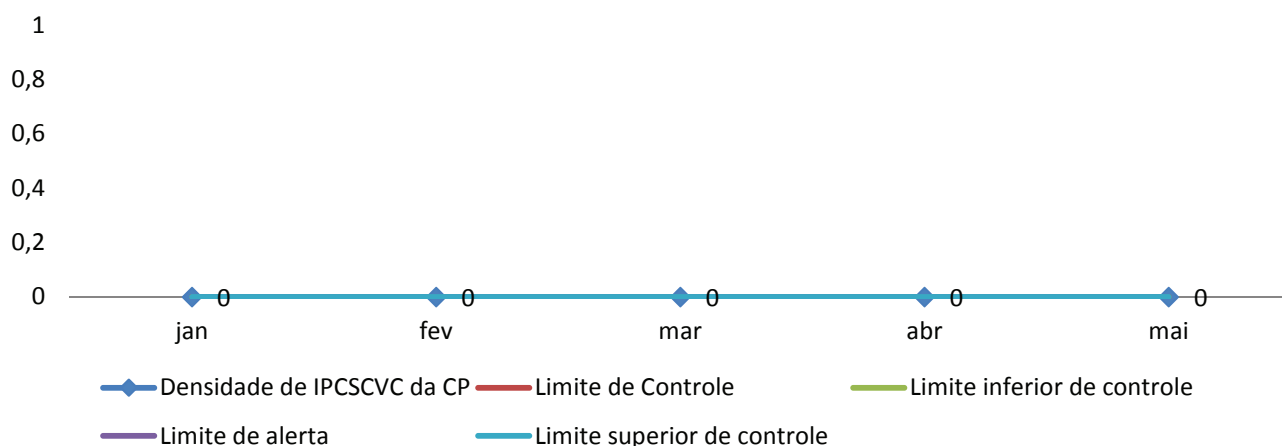 1
0,8
0,6
0,4
0,2
0
0 0 0 0 0
jan fev mar abr mai
Densidade de IPCSCVC da CP Limite de Controle Limite inferior de controle
Limite de alerta Limite superior de controle